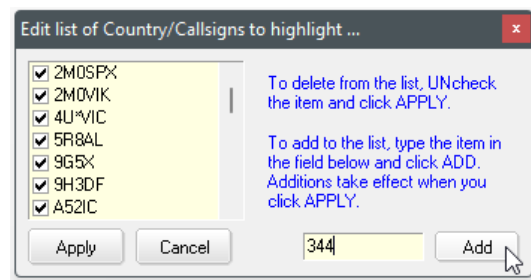 Edit list of Country/Callsigns to highlight ...
x
2M0SPX
2M0VIK
4U*VIC
5R8AL
9G5X
9H3DF
A52IC
To delete from the list, UNcheck
the item and click APPLY.
To add to the list, type the item in
the field below and click ADD.
Additions take effect when you
click APPLY.
Apply
Cancel
344
Add